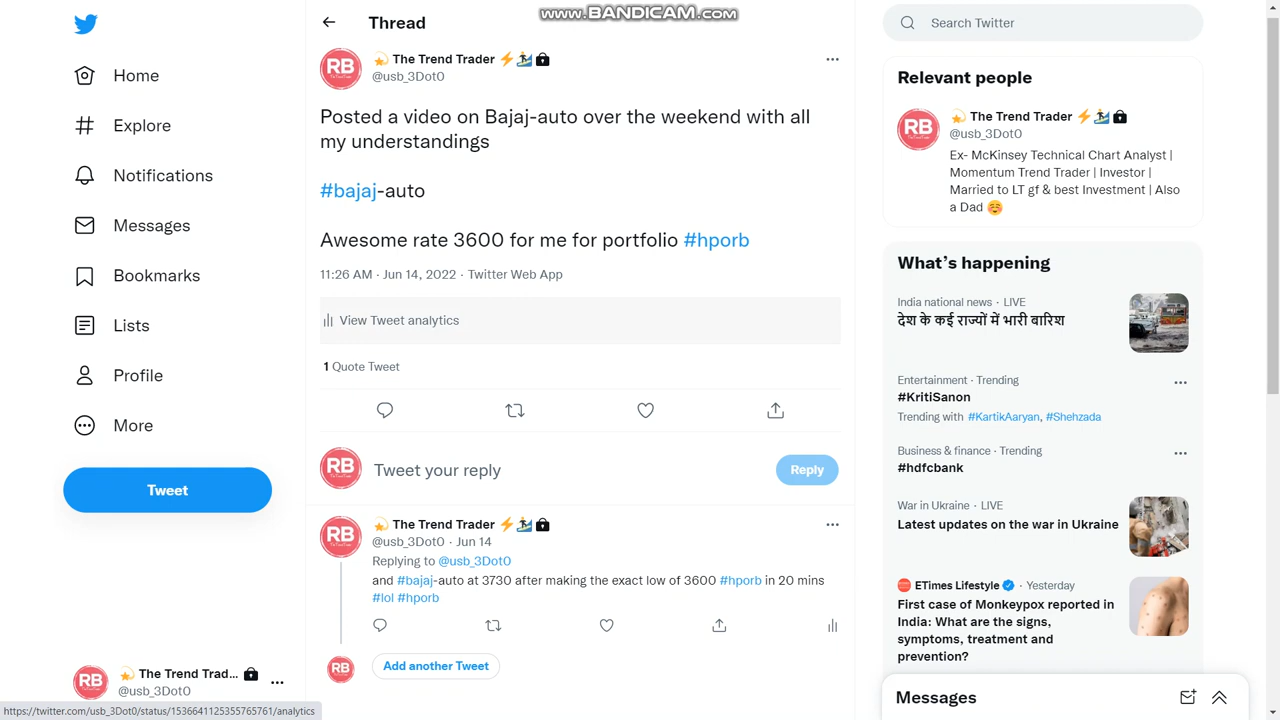 www.BANDICAM.com
Home
Explore
Notifications
Messages
Bookmarks
Lists
Profile
More
Tweet
The Trend Trad...
@usb_3Dot0
https://twitter.com/usb_3Dot0/status/1536641125355765761/analytics
Thread
RB
The Trend Trader
@usb_3Dot0
Posted a video on Bajaj-auto over the weekend with all
my understandings
#bajaj-auto
Awesome rate 3600 for me for portfolio #hporb
11:26 AM · Jun 14, 2022 · Twitter Web App
View Tweet analytics
1 Quote Tweet
RB
Tweet your reply
Reply
RB
The Trend Trader
@usb_3Dot0 · Jun 14
Replying to @usb_3Dot0
and #bajaj-auto at 3730 after making the exact low of 3600 #hporb in 20 mins
#lol #hporb
RB
Add another Tweet
RB
Search Twitter
Relevant people
RB
The Trend Trader
@usb_3Dot0
Ex- McKinsey Technical Chart Analyst |
Momentum Trend Trader | Investor |
Married to LT gf & best Investment | Also
a Dad
What's happening
India national news · LIVE
देश के कई राज्यों में भारी बारिश
Entertainment · Trending
#KritiSanon
Trending with #KartikAaryan, #Shehzada
Business & finance · Trending
#hdfcbank
War in Ukraine · LIVE
Latest updates on the war in Ukraine
ETimes Lifestyle · Yesterday
First case of Monkeypox reported in
India: What are the signs,
symptoms, treatment and
prevention?
Messages